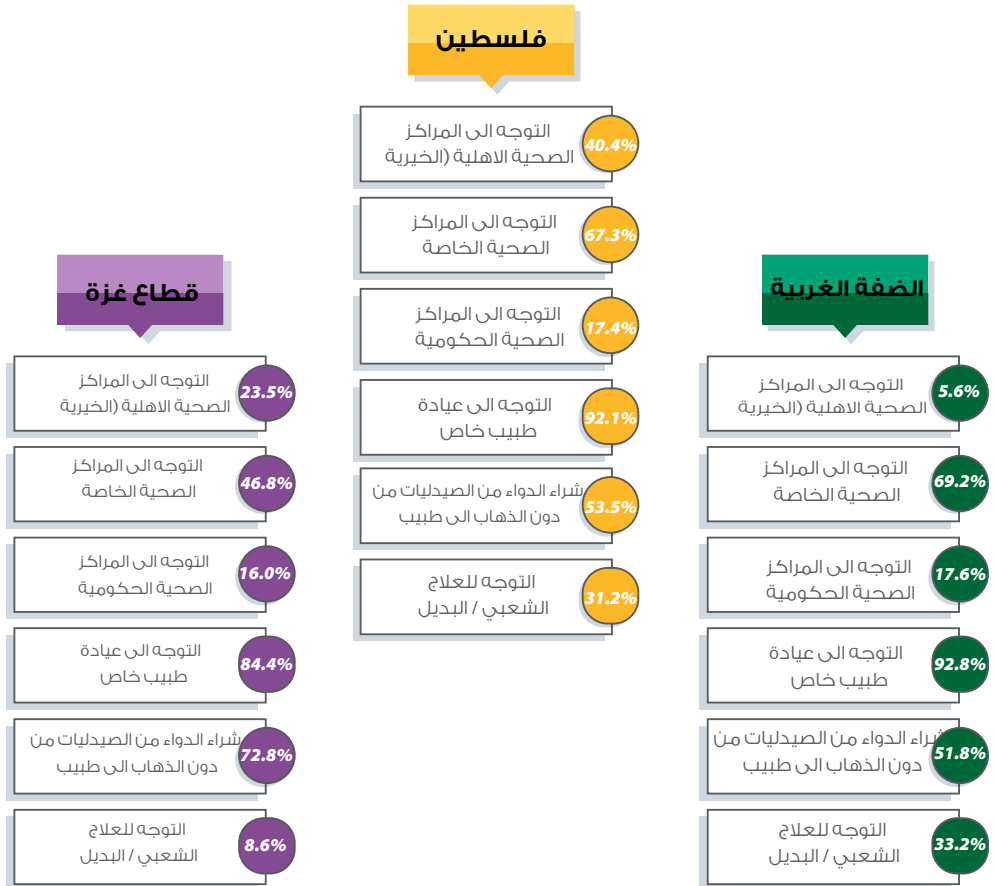 فلسطين
40.4%
التوجه الى المراكز
الصحية الاهلية (الخيرية
67.3%
التوجه الى المراكز
الصحية الخاصة
17.4%
التوجه الى المراكز
الصحية الحكومية
92.1%
التوجه الى عيادة
طبيب خاص
53.5%
شراء الدواء من الصيدليات من
دون الذهاب الى طبيب
31.2%
التوجه للعلاج
الشعبي / البديل
الضفة الغربية
5.6%
التوجه الى المراكز
الصحية الاهلية (الخيرية
69.2%
التوجه الى المراكز
الصحية الخاصة
17.6%
التوجه الى المراكز
الصحية الحكومية
92.8%
التوجه الى عيادة
طبيب خاص
51.8%
شراء الدواء من الصيدليات من
دون الذهاب الى طبيب
33.2%
التوجه للعلاج
الشعبي / البديل
قطاع غزة
23.5%
التوجه الى المراكز
الصحية الاهلية (الخيرية
46.8%
التوجه الى المراكز
الصحية الخاصة
16.0%
التوجه الى المراكز
الصحية الحكومية
84.4%
التوجه الى عيادة
طبيب خاص
72.8%
شراء الدواء من الصيدليات من
دون الذهاب الى طبيب
8.6%
التوجه للعلاج
الشعبي / البديل